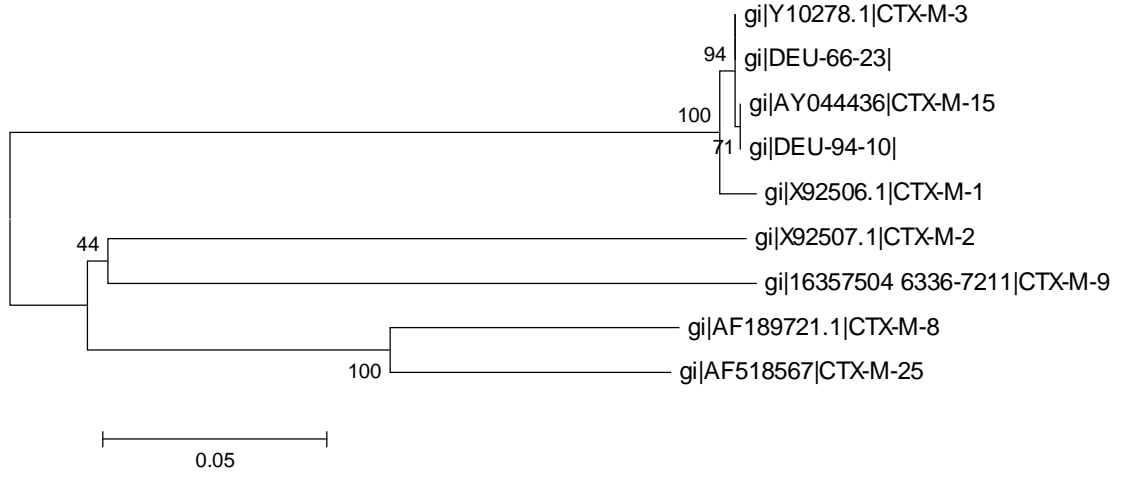 gi|Y10278.1|CTX-M-3
94
gi|DEU-66-23|
gi|AY044436|CTX-M-15
100
71
gi|DEU-94-10|
gi|X92506.1|CTX-M-1
gi|X92507.1|CTX-M-2
44
gi|16357504 6336-7211|CTX-M-9
gi|AF189721.1|CTX-M-8
100
gi|AF518567|CTX-M-25
0.05